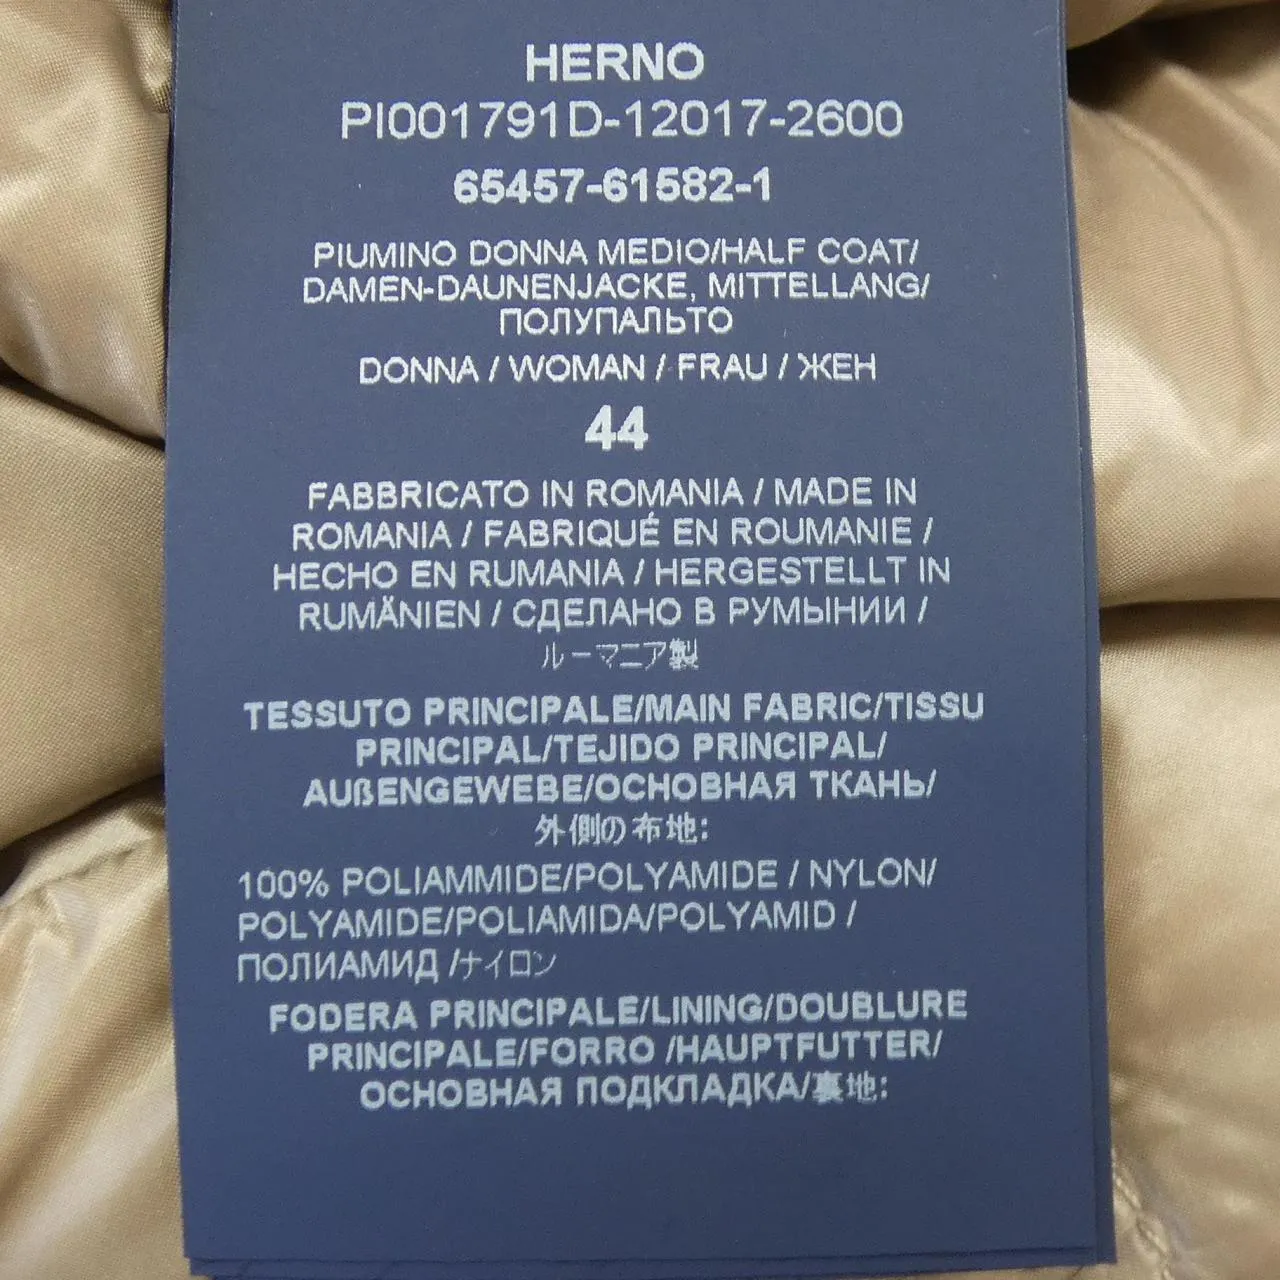 HERNO
PI001791D-12017-2600
65457-61582-1
PIUMINO DONNA MEDIO/HALF COAT/
DAMEN-DAUNENJACKE, MITTELLANG/
ПОЛУПАЛЬТО
DONNA / WOMAN / FRAU / ЖЕН
44
FABBRICATO IN ROMANIA / MADE IN
ROMANIA / FABRIQUÉ EN ROUMANIE /
HECHO EN RUMANIA / HERGESTELLT IN
RUMÄNIEN / СДЕЛАНО В РУМЫНИИ /
ルーマニア製
TESSUTO PRINCIPALE/MAIN FABRIC/TISSU
PRINCIPAL/TEJIDO PRINCIPAL/
AUßENGEWEBE/ОСНОВНАЯ ТКАНЬ/
外側の布地:
100% POLIAMMIDE/POLYAMIDE / NYLON/
POLYAMIDE/POLIAMIDA/POLYAMID /
ПОЛИАМИД /ナイロン
FODERA PRINCIPALE/LINING/DOUBLURE
PRINCIPALE/FORRO /HAUPTFUTTER/
ОСНОВНАЯ ПОДКЛАДКА/裏地: